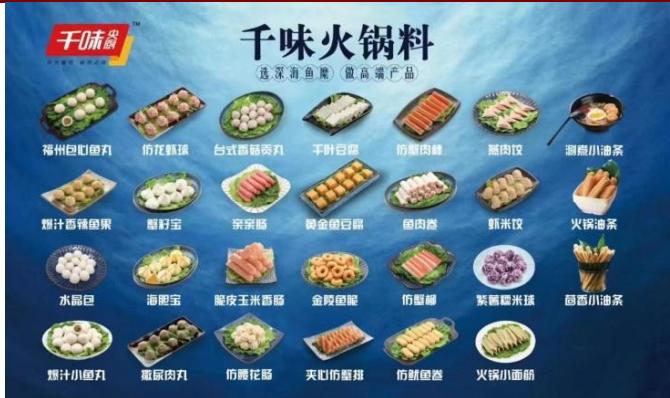 千味央厨
TM
千味火锅料
选深海鱼糜 做高端产品
福州包心鱼丸
仿龙虾球
台式香菇贡丸
千叶豆腐
仿蟹肉棒
燕肉饺
涮煮小油条
爆汁香辣鱼果
蟹籽宝
亲亲肠
黄金鱼豆腐
鱼肉卷
虾米饺
火锅油条
水晶包
海胆宝
脆皮玉米香肠
金陵鱼脆
仿蟹柳
紫薯糯米球
茴香小油条
爆汁小鱼丸
撒尿肉丸
仿腰花肠
夹心仿蟹排
仿鱿鱼卷
火锅小面筋